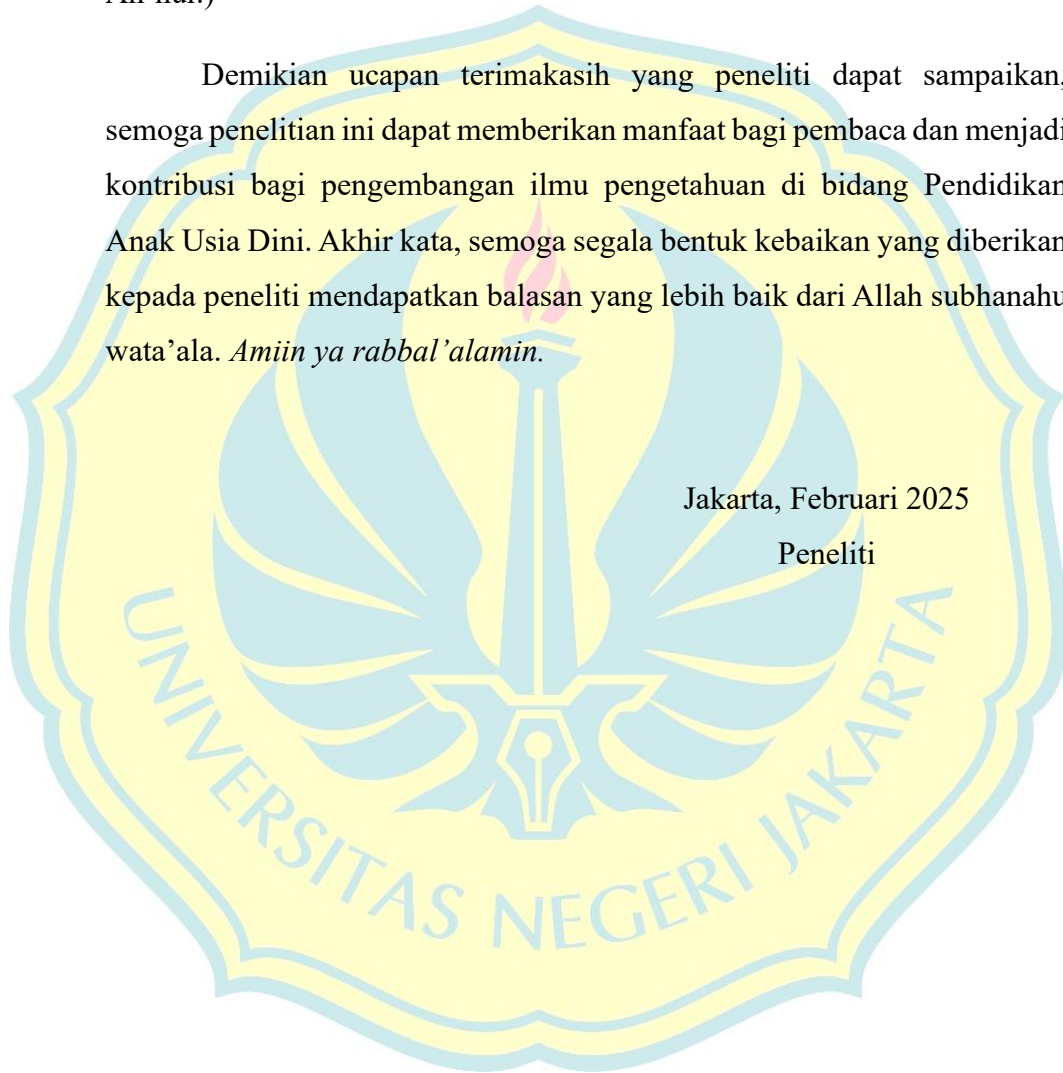 Demikian ucapan terimakasih yang peneliti dapat sampaikan,
semoga penelitian ini dapat memberikan manfaat bagi pembaca dan menjadi
kontribusi bagi pengembangan ilmu pengetahuan di bidang Pendidikan
Anak Usia Dini. Akhir kata, semoga segala bentuk kebaikan yang diberikan
kepada peneliti mendapatkan balasan yang lebih baik dari Allah subhanahu
wata’ala. Amiin ya rabbal’alamin.
Jakarta, Februari 2025
Peneliti
UNIVERSITAS NEGERI JAKARTA